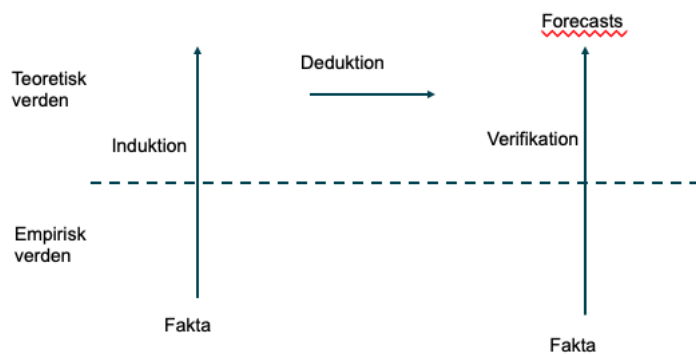 Forecasts
Teoretisk
verden
Deduktion
Induktion
Verifikation
Empirisk
verden
Fakta
Fakta